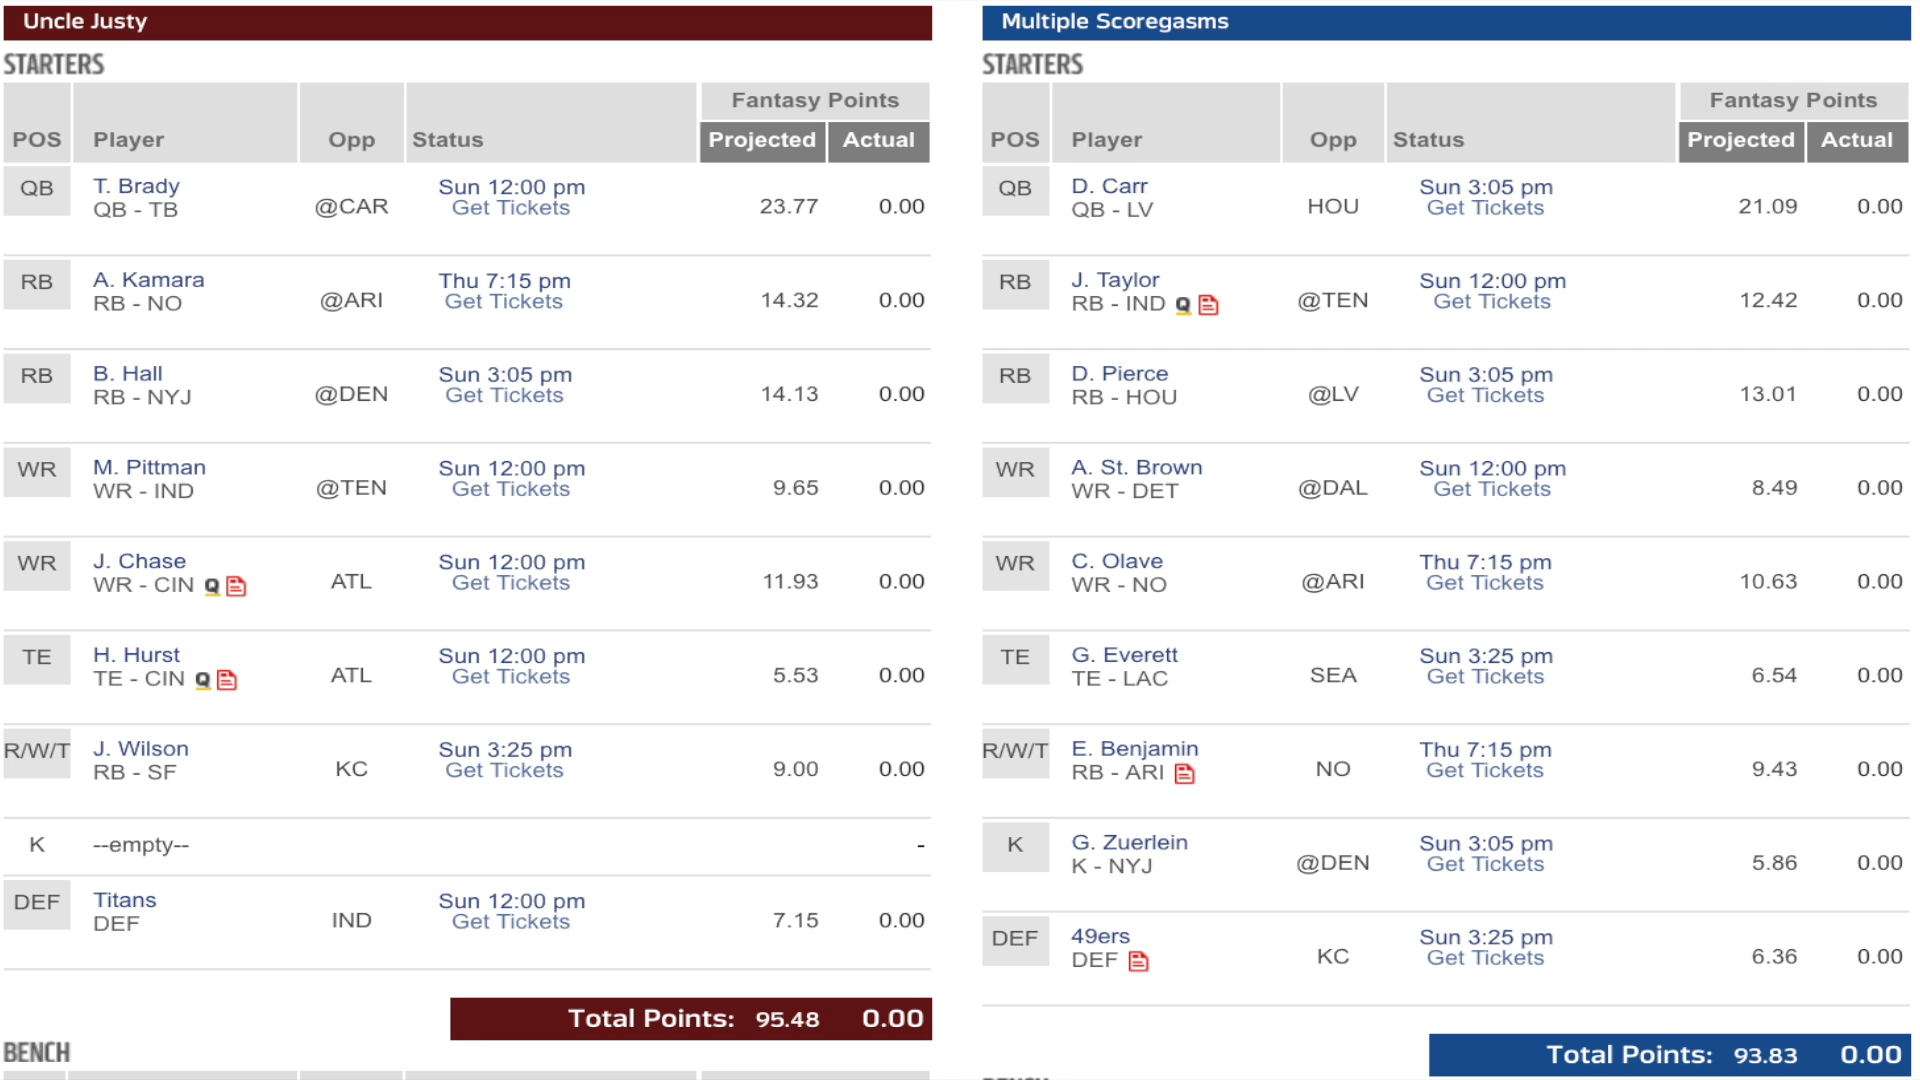 Uncle Justy
STARTERS
Fantasy Points
POS Player Opp Status Projected Actual
QB T. Brady Sun 12:00 pm
QB - TB @CAR Get Tickets 23.77 0.00
RB A. Kamara Thu 7:15 pm
RB - NO @ARI Get Tickets 14.32 0.00
RB B. Hall Sun 3:05 pm
RB - NYJ @DEN Get Tickets 14.13 0.00
WR M. Pittman Sun 12:00 pm
WR - IND @TEN Get Tickets 9.65 0.00
WR J. Chase Sun 12:00 pm
WR - CIN Q ATL Get Tickets 11.93 0.00
TE H. Hurst Sun 12:00 pm
TE - CIN Q ATL Get Tickets 5.53 0.00
R/W/T J. Wilson Sun 3:25 pm
RB - SF KC Get Tickets 9.00 0.00
K --empty-- -
DEF Titans Sun 12:00 pm
DEF IND Get Tickets 7.15 0.00
Total Points: 95.48 0.00
BENCH
Multiple Scoregasms
STARTERS
Fantasy Points
POS Player Opp Status Projected Actual
QB D. Carr Sun 3:05 pm
QB - LV HOU Get Tickets 21.09 0.00
RB J. Taylor Sun 12:00 pm
RB - IND Q @TEN Get Tickets 12.42 0.00
RB D. Pierce Sun 3:05 pm
RB - HOU @LV Get Tickets 13.01 0.00
WR A. St. Brown Sun 12:00 pm
WR - DET @DAL Get Tickets 8.49 0.00
WR C. Olave Thu 7:15 pm
WR - NO @ARI Get Tickets 10.63 0.00
TE G. Everett Sun 3:25 pm
TE - LAC SEA Get Tickets 6.54 0.00
R/W/T E. Benjamin Thu 7:15 pm
RB - ARI NO Get Tickets 9.43 0.00
K G. Zuerlein Sun 3:05 pm
K - NYJ @DEN Get Tickets 5.86 0.00
DEF 49ers Sun 3:25 pm
DEF KC Get Tickets 6.36 0.00
Total Points: 93.83 0.00